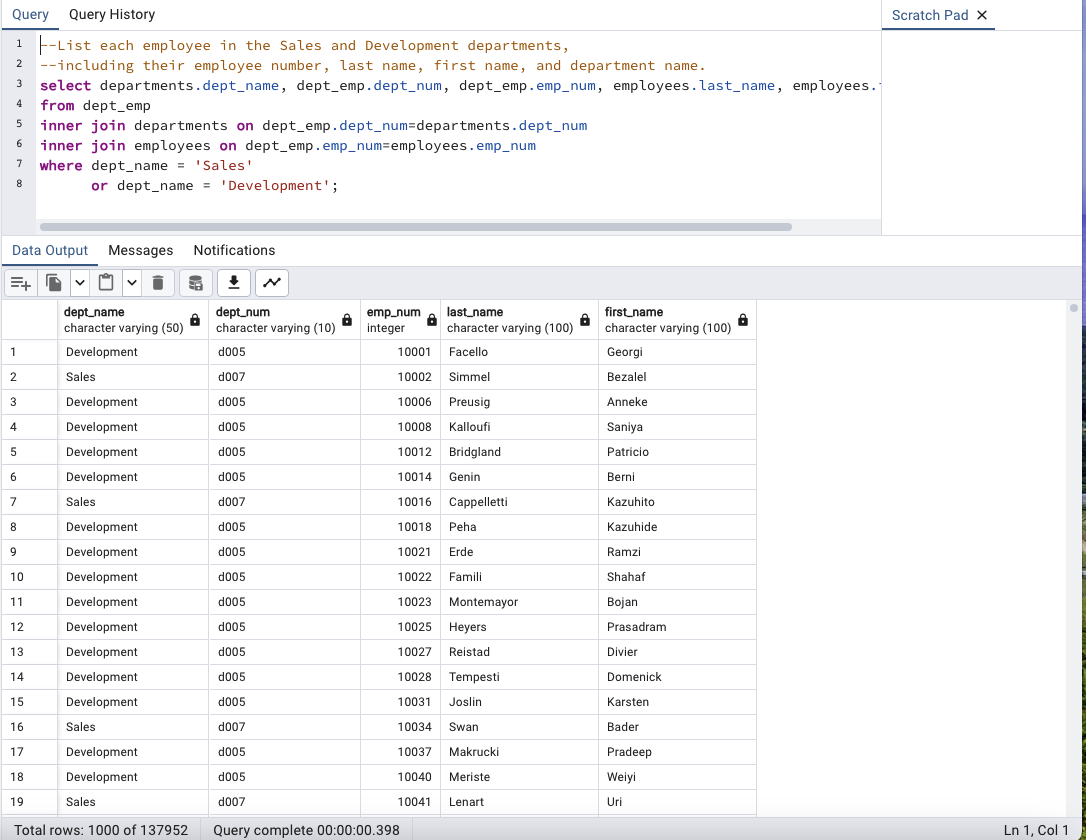 Query Query History
Scratch Pad
1 --List each employee in the Sales and Development departments,
2 --including their employee number, last name, first name, and department name.
3 select departments.dept_name, dept_emp.dept_num, dept_emp.emp_num, employees.last_name, employees.
4 from dept_emp
5 inner join departments on dept_emp.dept_num=departments.dept_num
6 inner join employees on dept_emp.emp_num=employees.emp_num
7 where dept_name = 'Sales'
8 or dept_name = 'Development';
Data Output Messages Notifications
dept_name dept_num emp_num last_name first_name
character varying (50) character varying (10) integer character varying (100) character varying (100)
1 Development d005 10001 Facello Georgi
2 Sales d007 10002 Simmel Bezalel
3 Development d005 10006 Preusig Anneke
4 Development d005 10008 Kalloufi Saniya
5 Development d005 10012 Bridgland Patricio
6 Development d005 10014 Genin Berni
7 Sales d007 10016 Cappelletti Kazuhito
8 Development d005 10018 Peha Kazuhide
9 Development d005 10021 Erde Ramzi
10 Development d005 10022 Famili Shahaf
11 Development d005 10023 Montemayor Bojan
12 Development d005 10025 Heyers Prasadram
13 Development d005 10027 Reistad Divier
14 Development d005 10028 Tempesti Domenick
15 Development d005 10031 Joslin Karsten
16 Sales d007 10034 Swan Bader
17 Development d005 10037 Makrucki Pradeep
18 Development d005 10040 Meriste Weiyi
19 Sales d007 10041 Lenart Uri
Total rows: 1000 of 137952 Query complete 00:00:00.398 Ln 1, Col 1